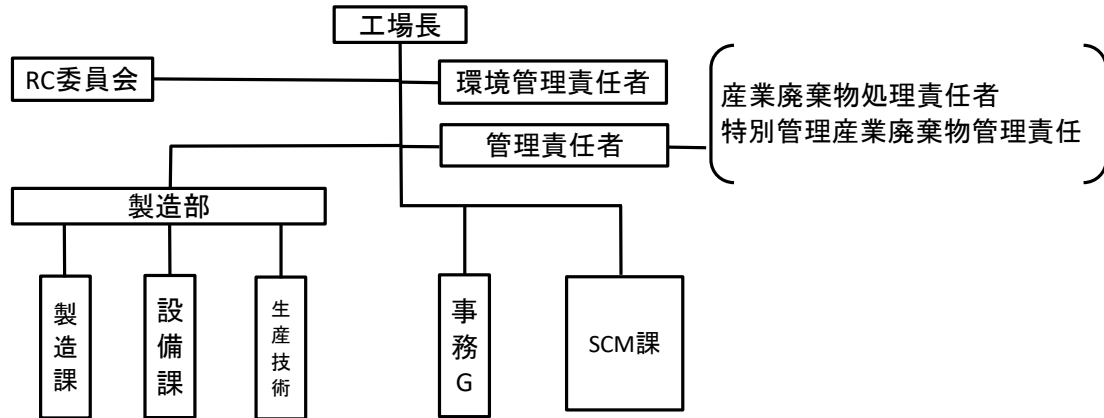 工場長
RC委員会
環境管理責任者
産業廃棄物処理責任者
特別管理産業廃棄物管理責任
管理責任者
製造部
製造課
設備課
生産技術
事務G
SCM課